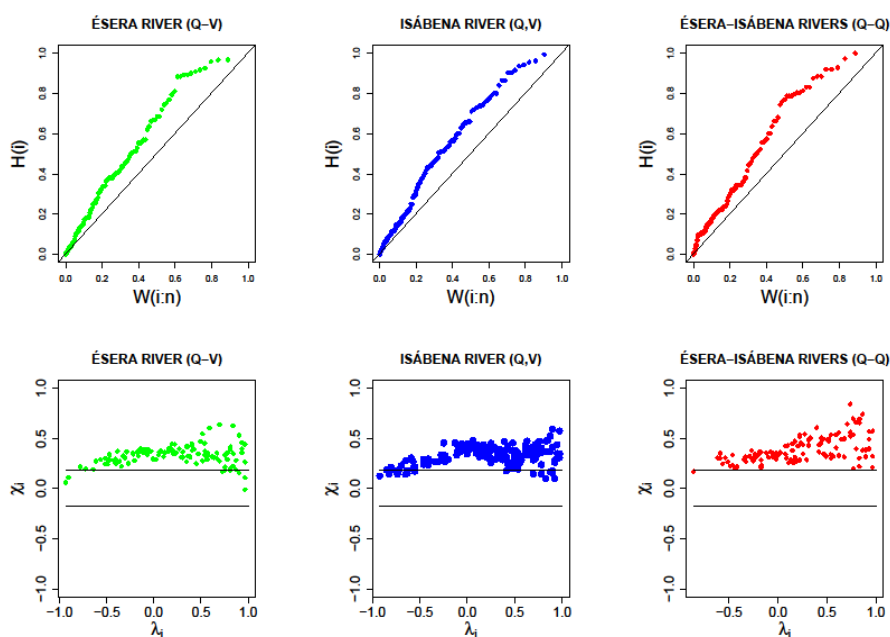 ÉSERA RIVER (Q–V)
1.0
0.8
0.6
0.4
0.2
0.0
H(i)
0.0 0.2 0.4 0.6 0.8 1.0
W(i:n)
ISÁBENA RIVER (Q,V)
1.0
0.8
0.6
0.4
0.2
0.0
H(i)
0.0 0.2 0.4 0.6 0.8 1.0
W(i:n)
ÉSERA–ISÁBENA RIVERS (Q–Q)
1.0
0.8
0.6
0.4
0.2
0.0
H(i)
0.0 0.2 0.4 0.6 0.8 1.0
W(i:n)
ÉSERA RIVER (Q–V)
1.0
0.5
0.0
−0.5
−1.0
χi
−1.0 −0.5 0.0 0.5 1.0
λi
ISÁBENA RIVER (Q,V)
1.0
0.5
0.0
−0.5
−1.0
χi
−1.0 −0.5 0.0 0.5 1.0
λi
ÉSERA–ISÁBENA RIVERS (Q–Q)
1.0
0.5
0.0
−0.5
−1.0
χi
−0.5 0.0 0.5 1.0
λi